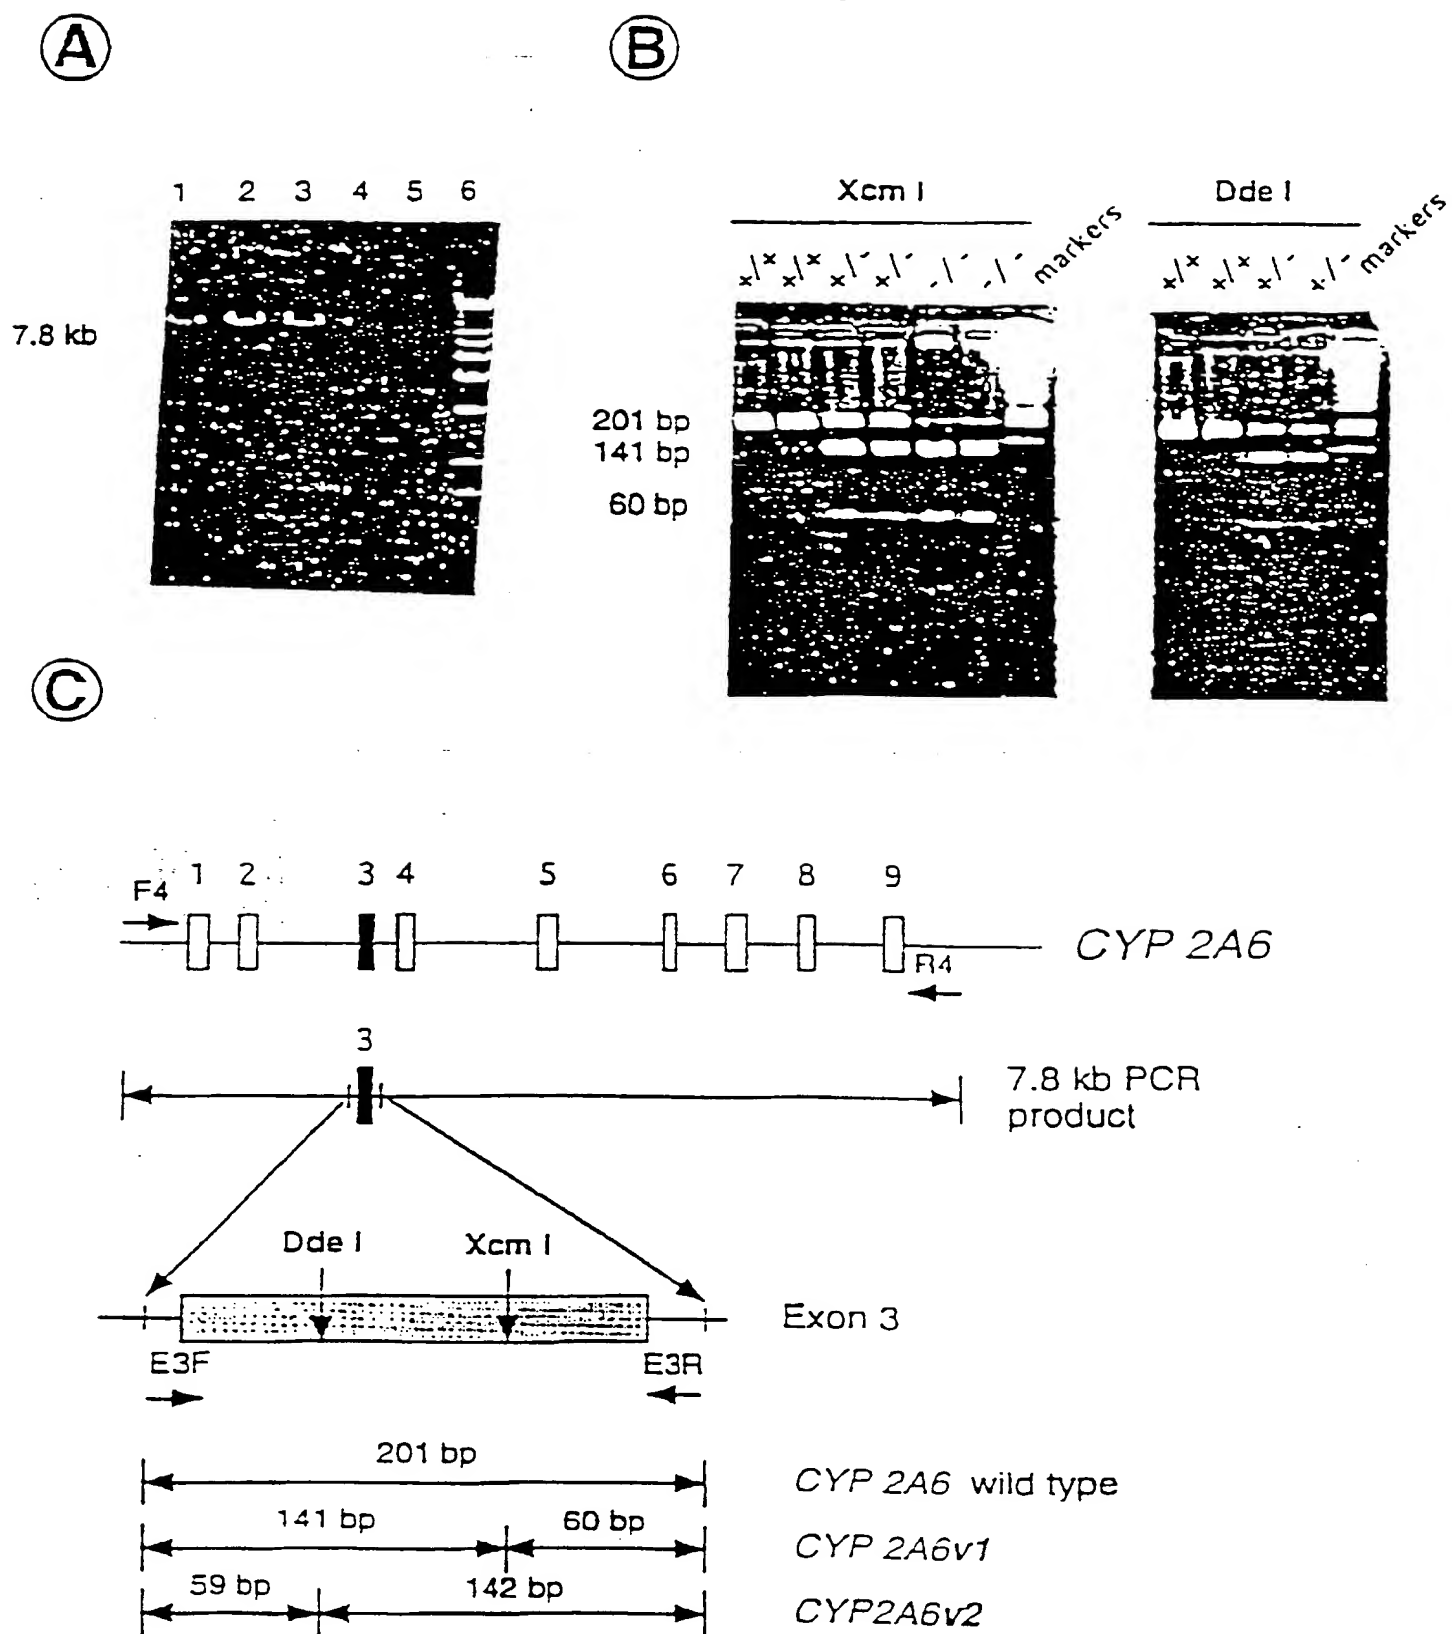 A
B
1 2 3 4 5 6
7.8 kb
Xcm I
Dde I
+/+ +/+ +/- +/- -/- -/- markers
+/+ +/+ +/- +/- markers
201 bp
141 bp
60 bp
C
1 2 3 4 5 6 7 8 9
F4
CYP 2A6
R4
3
7.8 kb PCR
product
Dde I Xcm I
Exon 3
E3F E3R
201 bp
CYP 2A6 wild type
141 bp 60 bp
CYP 2A6v1
59 bp 142 bp
CYP2A6v2